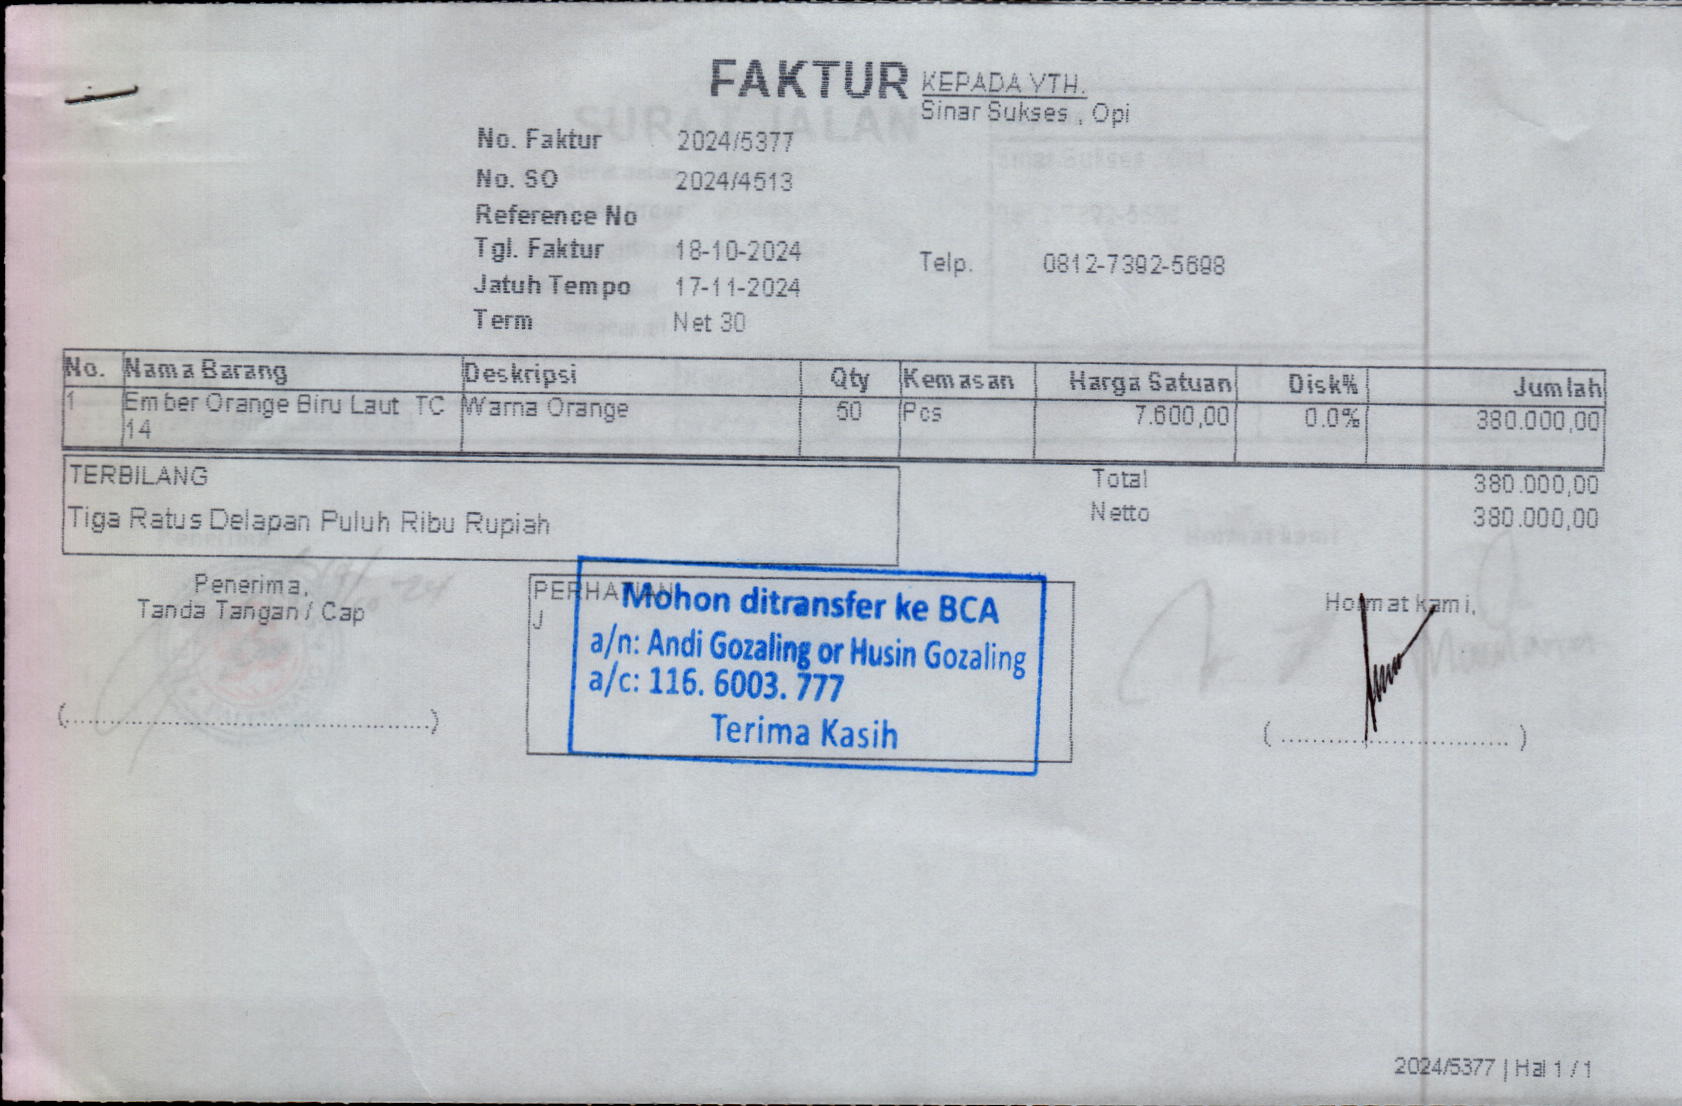 FAKTUR
KEPADA YTH.
Sinar Sukses , Opi
No. Faktur 2024/5377
No. SO 2024/4513
Reference No
Tgl. Faktur 18-10-2024
Telp. 0812-7392-5698
Jatuh Tempo 17-11-2024
Term Net 30
No. Nama Barang Deskripsi Qty Kemasan Harga Satuan Disk% Jumlah
1 Ember Orange Biru Laut TC Warna Orange 50 Pcs 7.600,00 0.0% 380.000,00
14
TERBILANG
Tiga Ratus Delapan Puluh Ribu Rupiah
Total 380.000,00
Netto 380.000,00
Penerima,
Tanda Tangan / Cap
PERHATIAN
J
Mohon ditransfer ke BCA
a/n: Andi Gozaling or Husin Gozaling
a/c: 116. 6003. 777
Terima Kasih
Hormat kami,
(..........................................)
( ............................... )
2024/5377 | Hal 1 / 1